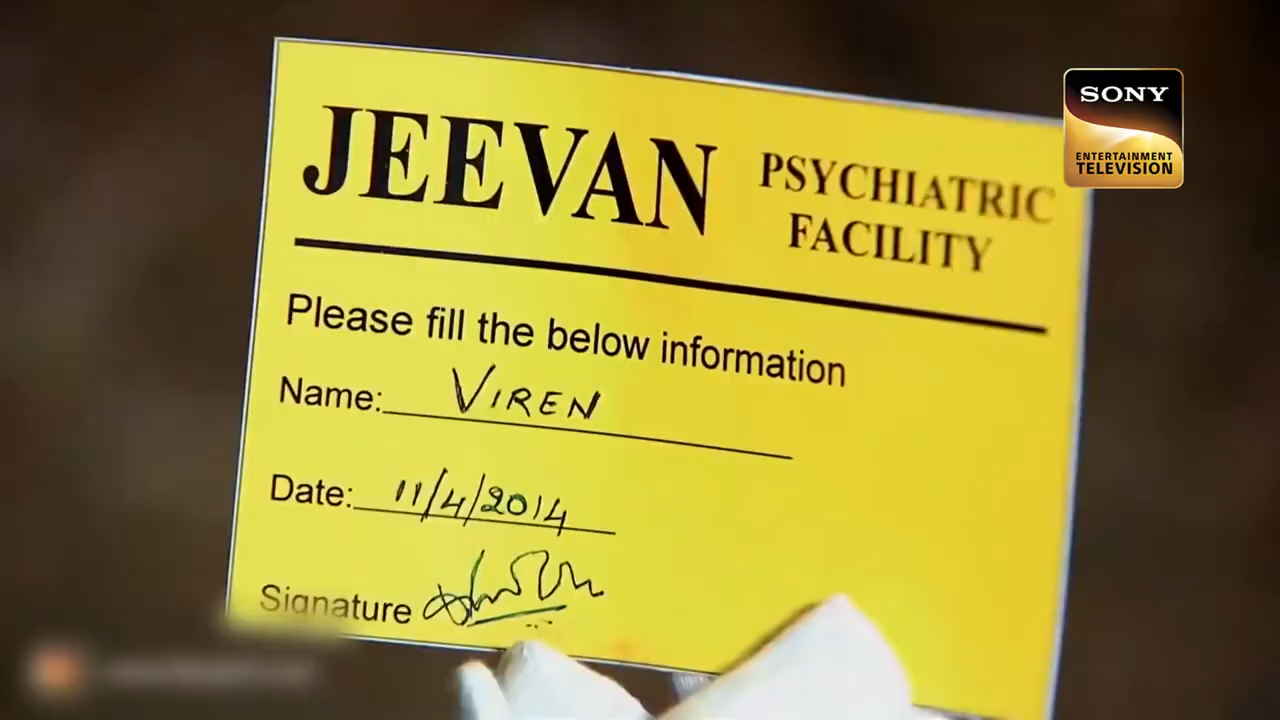 JEEVAN PSYCHIATRIC
FACILITY
Please fill the below information
Name: VIREN
Date: 11/4/2014
Signature
SONY
ENTERTAINMENT
TELEVISION